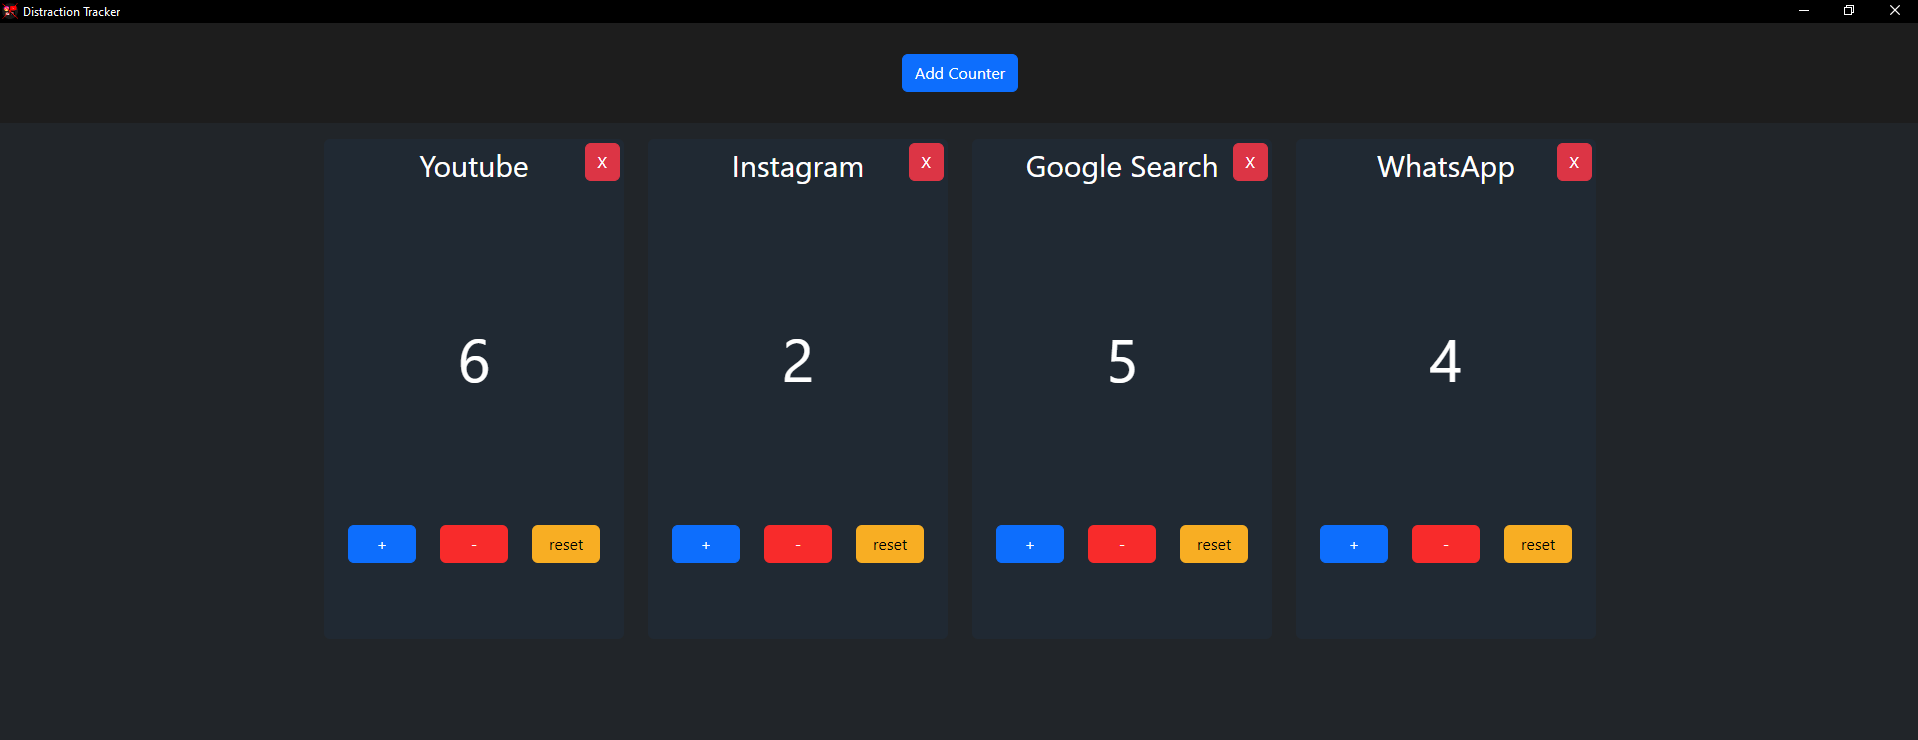 Distraction Tracker
Add Counter
Youtube X
Instagram X
Google Search X
WhatsApp X
6
2
5
4
+ - reset
+ - reset
+ - reset
+ - reset